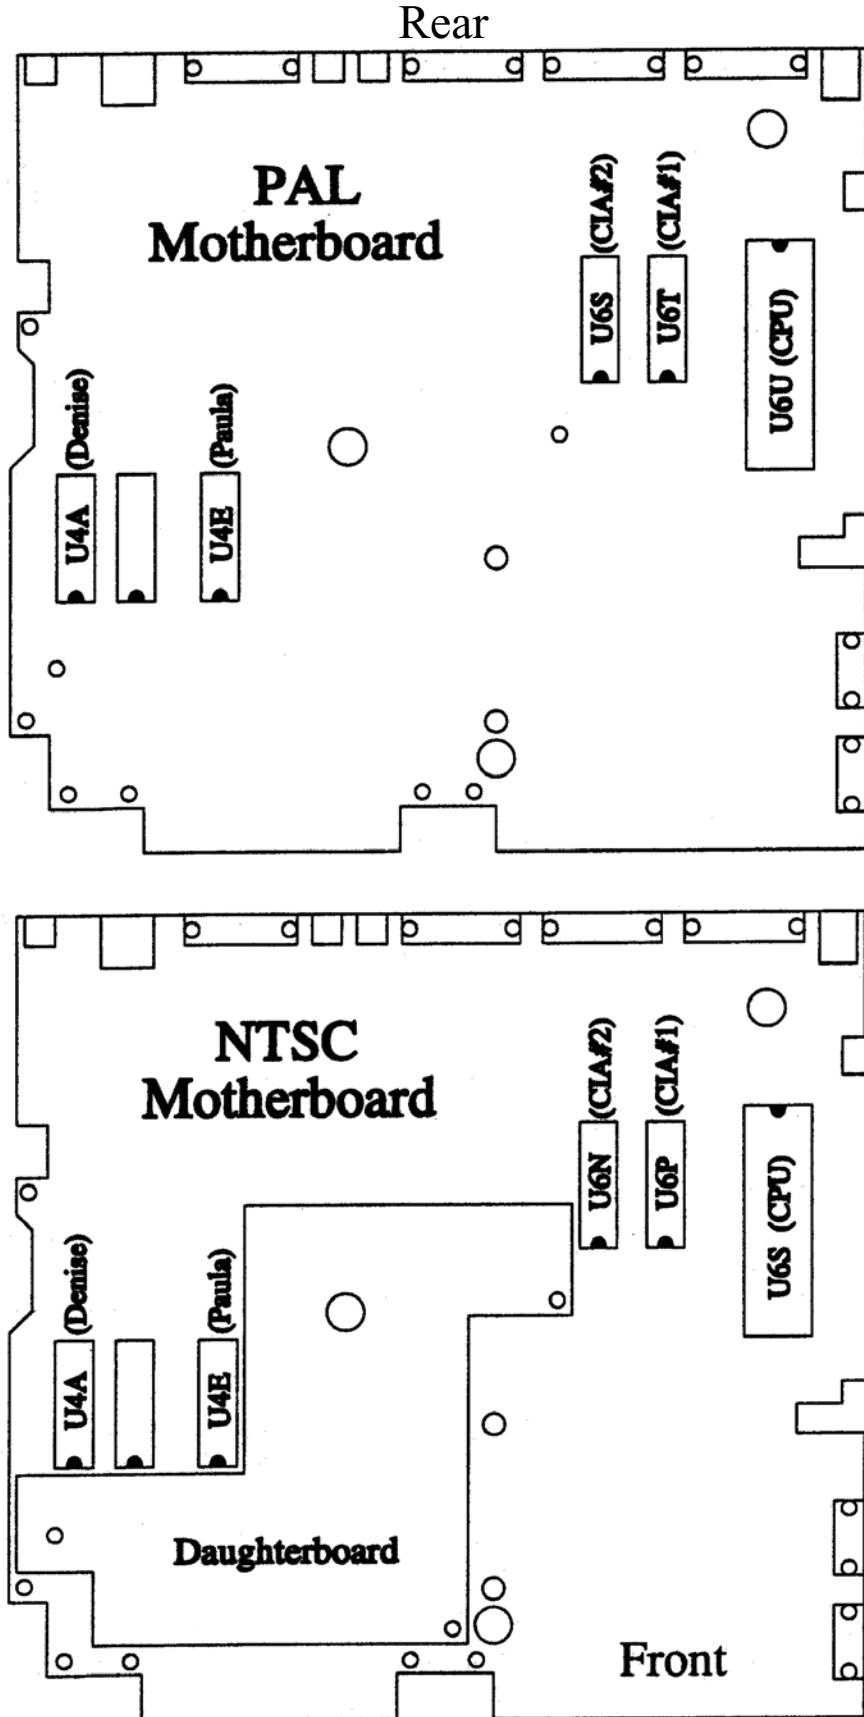 Rear
PAL
Motherboard
(CIA#2)
(CIA#1)
U6S
U6T
U6U (CPU)
(Denise)
(Paula)
U4A
U4E
NTSC
Motherboard
(CIA#2)
(CIA#1)
U6N
U6P
U6S (CPU)
(Denise)
(Paula)
U4A
U4E
Daughterboard
Front